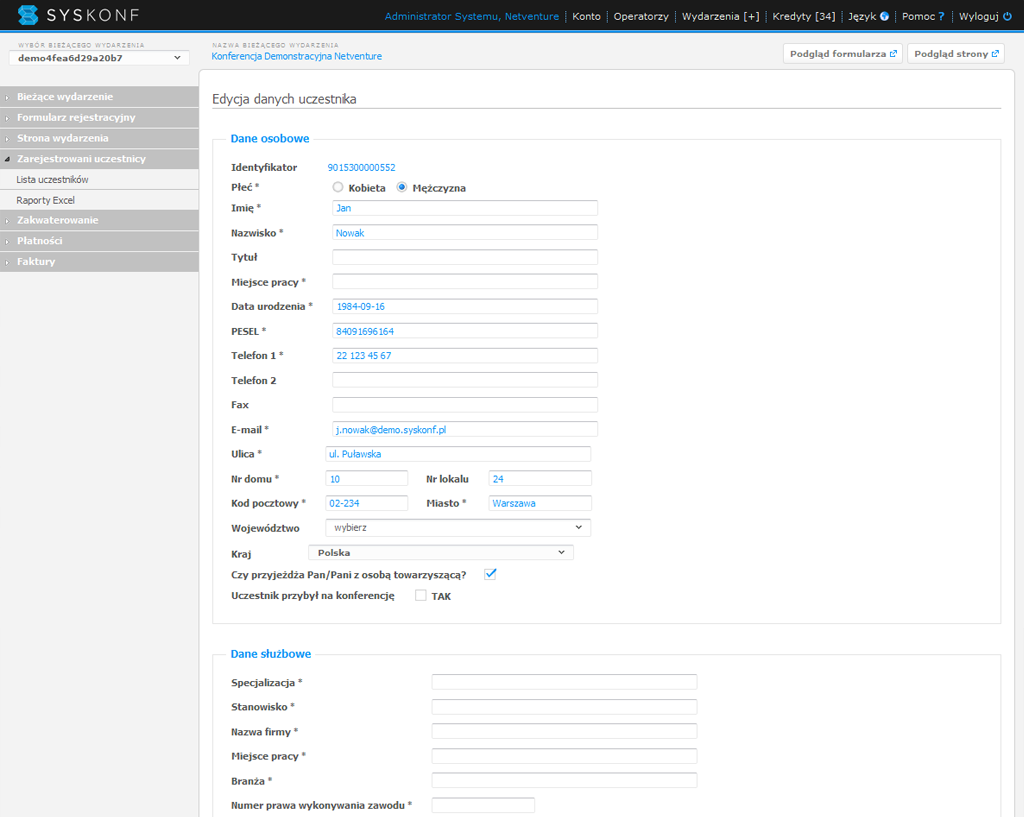 SYSKONF
Administrator Systemu, Netventure Konto Operatorzy Wydarzenia [+] Kredyty [34] Język Pomoc ? Wyloguj
WYBÓR BIEŻĄCEGO WYDARZENIA
demo4fea6d29a20b7
NAZWA BIEŻĄCEGO WYDARZENIA
Konferencja Demonstracyjna Netventure
Podgląd formularza Podgląd strony
Bieżące wydarzenie
Formularz rejestracyjny
Strona wydarzenia
Zarejestrowani uczestnicy
Lista uczestników
Raporty Excel
Zakwaterowanie
Płatności
Faktury
Edycja danych uczestnika
Dane osobowe
Identyfikator 9015300000552
Płeć * Kobieta Mężczyzna
Imię * Jan
Nazwisko * Nowak
Tytuł
Miejsce pracy *
Data urodzenia * 1984-09-16
PESEL * 84091696164
Telefon 1 * 22 123 45 67
Telefon 2
Fax
E-mail * j.nowak@demo.syskonf.pl
Ulica * ul. Puławska
Nr domu * 10 Nr lokalu 24
Kod pocztowy * 02-234 Miasto * Warszawa
Województwo wybierz
Kraj Polska
Czy przyjeżdża Pan/Pani z osobą towarzyszącą?
Uczestnik przybył na konferencję TAK
Dane służbowe
Specjalizacja *
Stanowisko *
Nazwa firmy *
Miejsce pracy *
Branża *
Numer prawa wykonywania zawodu *